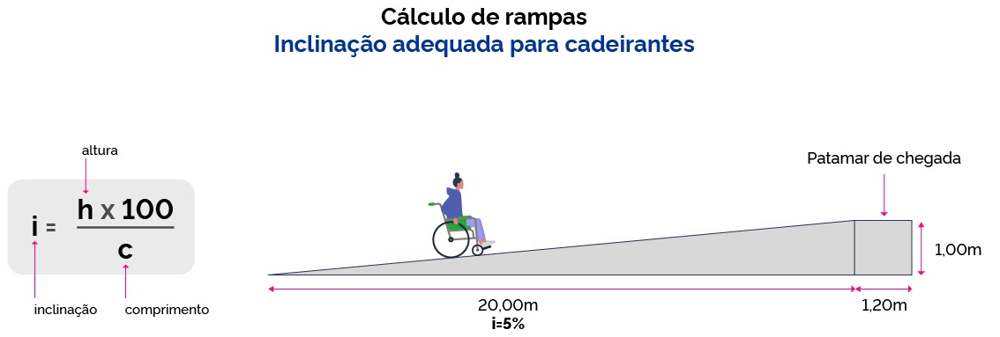 Cálculo de rampas
Inclinação adequada para cadeirantes
altura
i = h x 100
c
inclinação
comprimento
Patamar de chegada
1,00m
20,00m
1,20m
i=5%